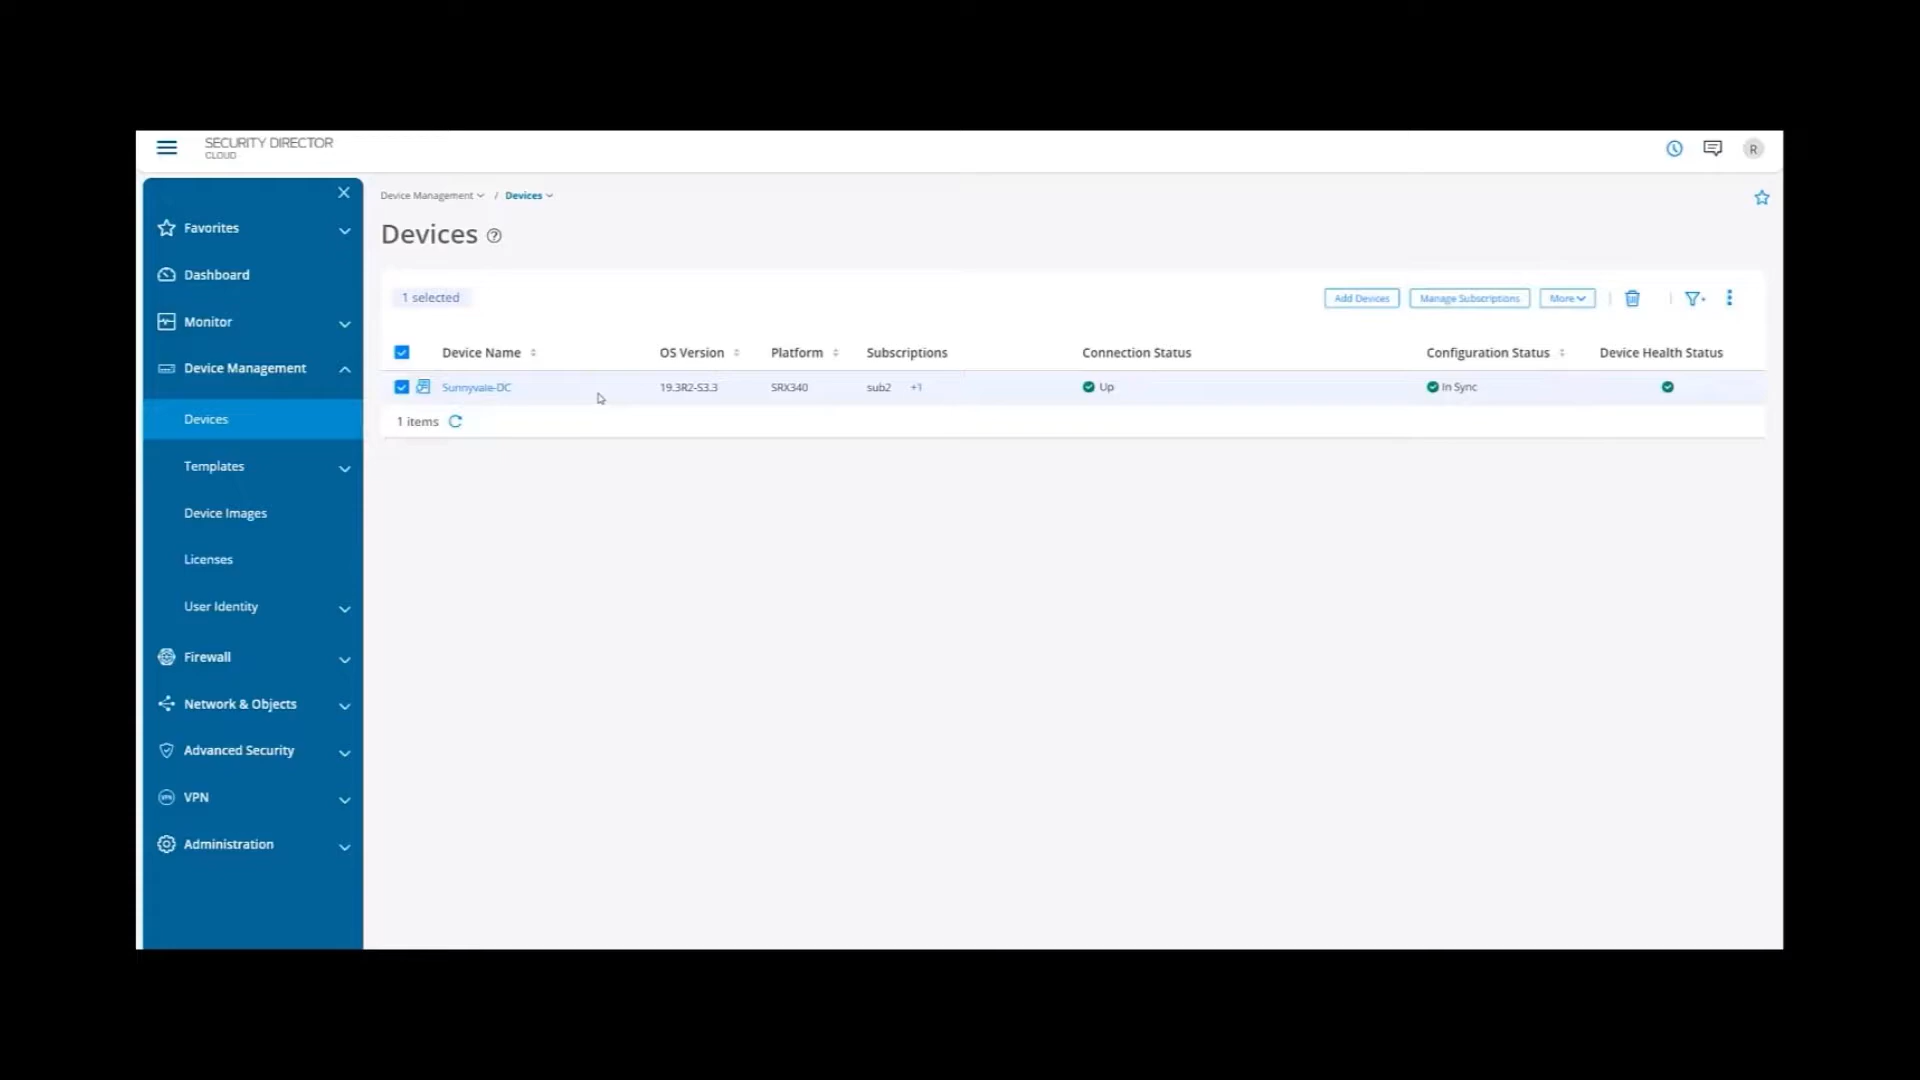 SECURITY DIRECTOR
CLOUD
R
Favorites
Dashboard
Monitor
Device Management
Devices
Templates
Device Images
Licenses
User Identity
Firewall
Network & Objects
Advanced Security
VPN
Administration
Device Management / Devices
Devices ?
1 selected
Add Devices Manage Subscriptions More
Device Name OS Version Platform Subscriptions Connection Status Configuration Status Device Health Status
Sunnyvale-DC 19.3R2-S3.3 SRX340 sub2 +1 Up In Sync
1 items